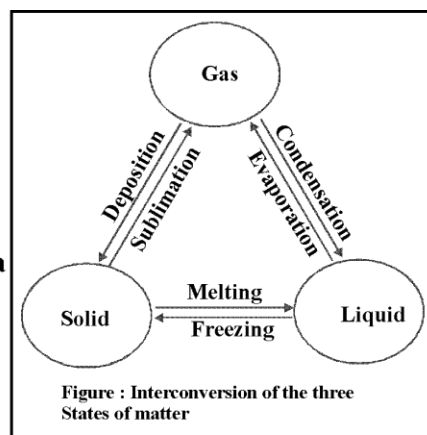 Gas
Deposition
Sublimation
Condensation
Evaporation
a
Melting
Solid
Liquid
Freezing
Figure : Interconversion of the three
States of matter